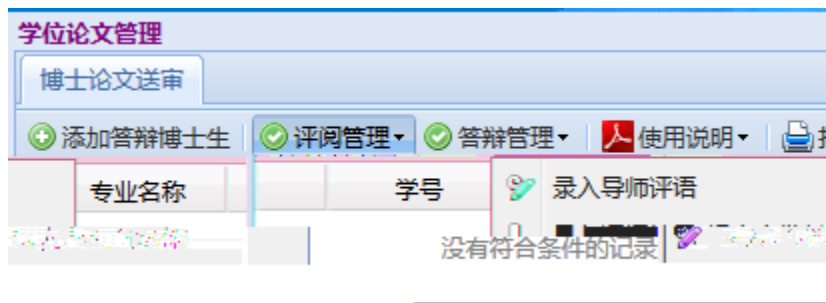 学位论文管理
博士论文送审
添加答辩博士生 评阅管理 答辩管理 使用说明
专业名称 学号 录入导师评语
没有符合条件的记录